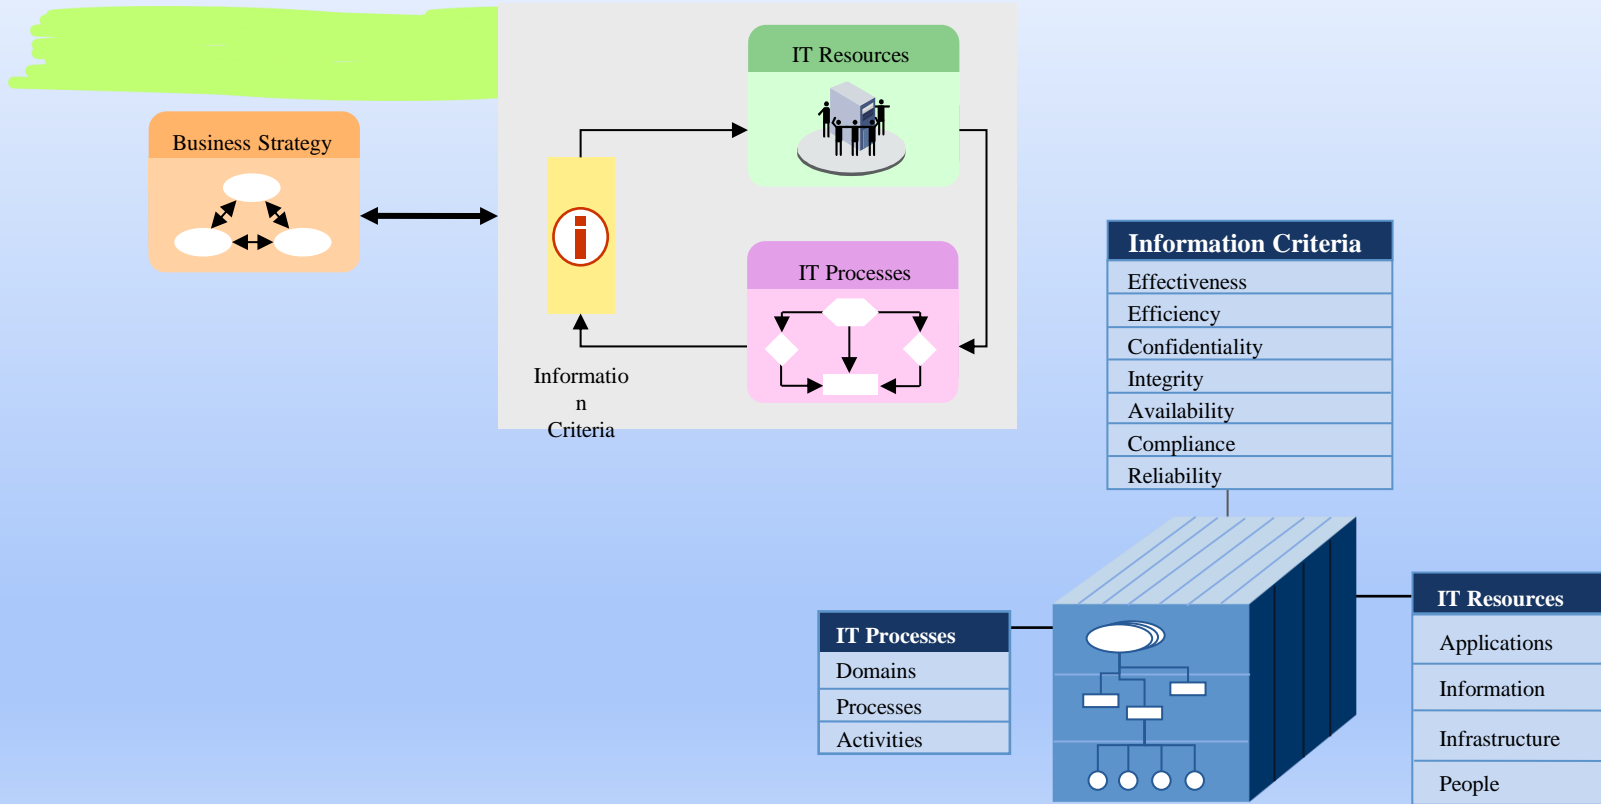 IT Resources
Business Strategy
IT Processes
Informatio
n
Criteria
Information Criteria
Effectiveness
Efficiency
Confidentiality
Integrity
Availability
Compliance
Reliability
IT Processes
Domains
Processes
Activities
IT Resources
Applications
Information
Infrastructure
People